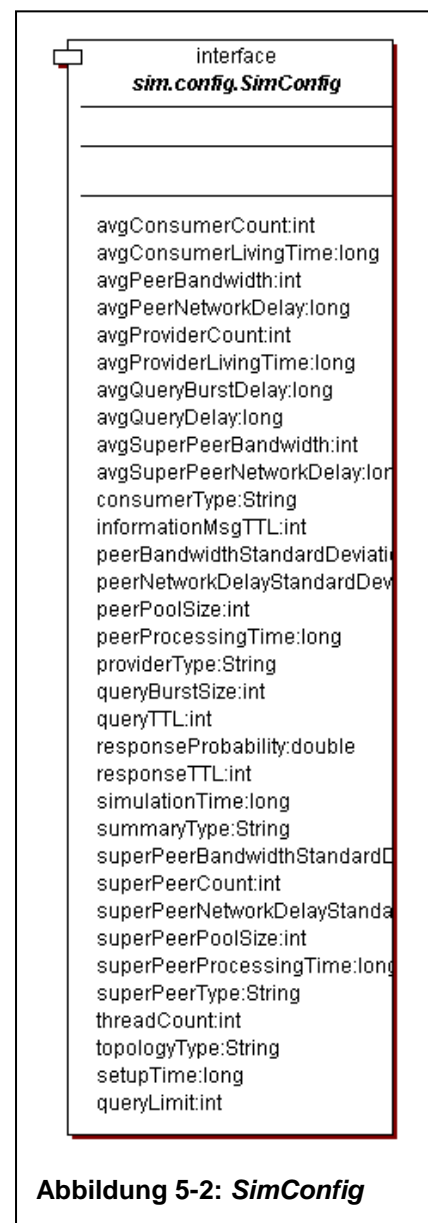 interface
sim.config.SimConfig
avgConsumerCount:int
avgConsumerLivingTime:long
avgPeerBandwidth:int
avgPeerNetworkDelay:long
avgProviderCount:int
avgProviderLivingTime:long
avgQueryBurstDelay:long
avgQueryDelay:long
avgSuperPeerBandwidth:int
avgSuperPeerNetworkDelay:lon
consumerType:String
informationMsgTTL:int
peerBandwidthStandardDeviatio
peerNetworkDelayStandardDev
peerPoolSize:int
peerProcessingTime:long
providerType:String
queryBurstSize:int
queryTTL:int
responseProbability:double
responseTTL:int
simulationTime:long
summaryType:String
superPeerBandwidthStandardD
superPeerCount:int
superPeerNetworkDelayStanda
superPeerPoolSize:int
superPeerProcessingTime:long
superPeerType:String
threadCount:int
topologyType:String
setupTime:long
queryLimit:int
Abbildung 5-2: SimConfig